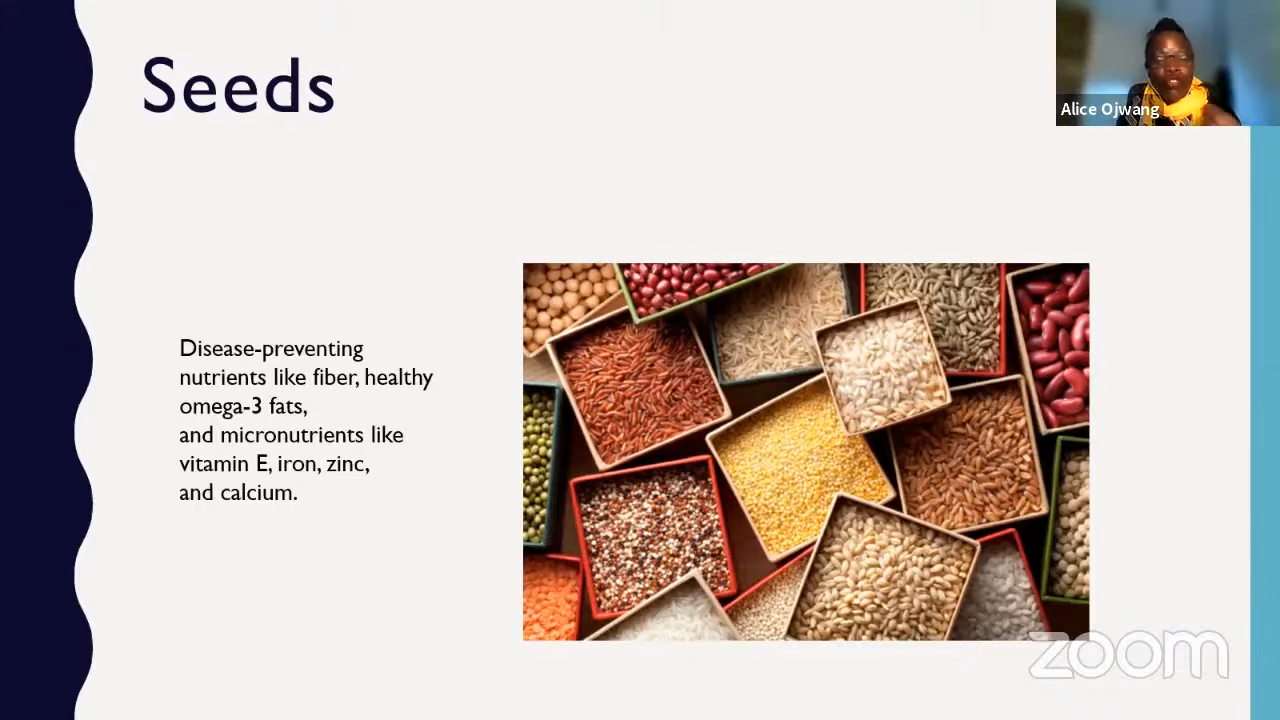 Seeds
Alice Ojwang
Disease-preventing
nutrients like fiber, healthy
omega-3 fats,
and micronutrients like
vitamin E, iron, zinc,
and calcium.
zoom